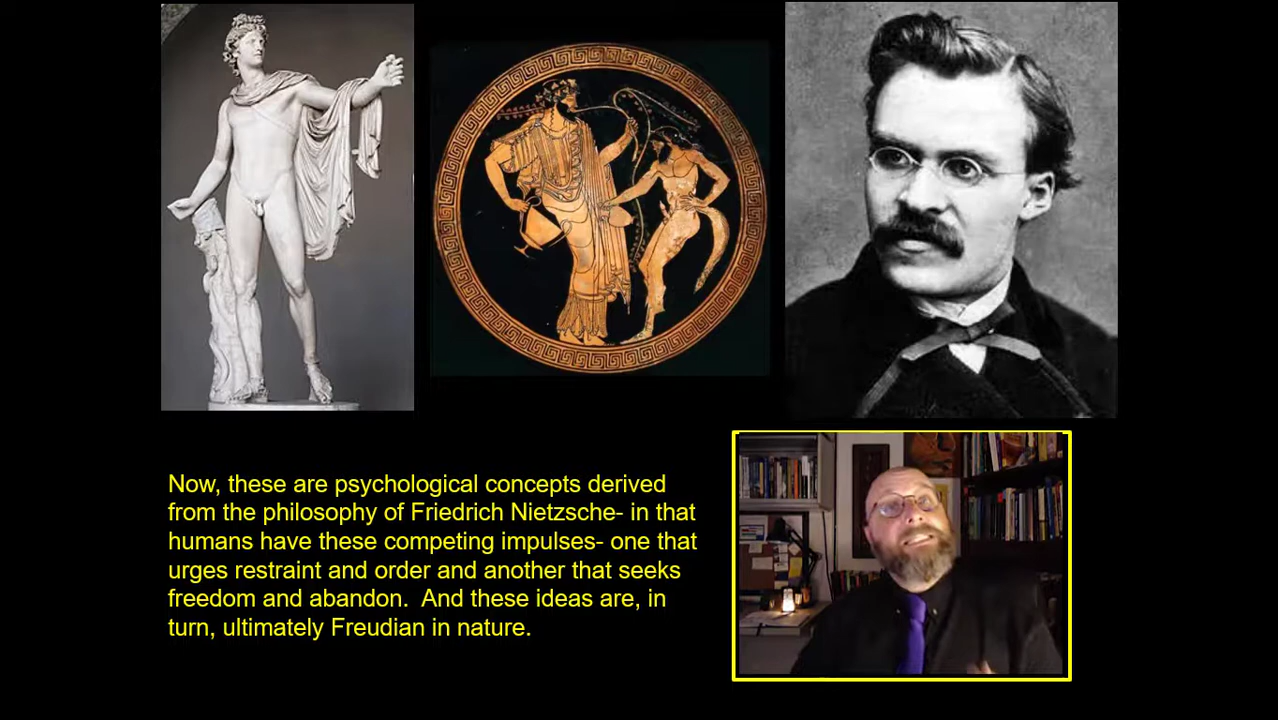 Now, these are psychological concepts derived
from the philosophy of Friedrich Nietzsche- in that
humans have these competing impulses- one that
urges restraint and order and another that seeks
freedom and abandon.  And these ideas are, in
turn, ultimately Freudian in nature.